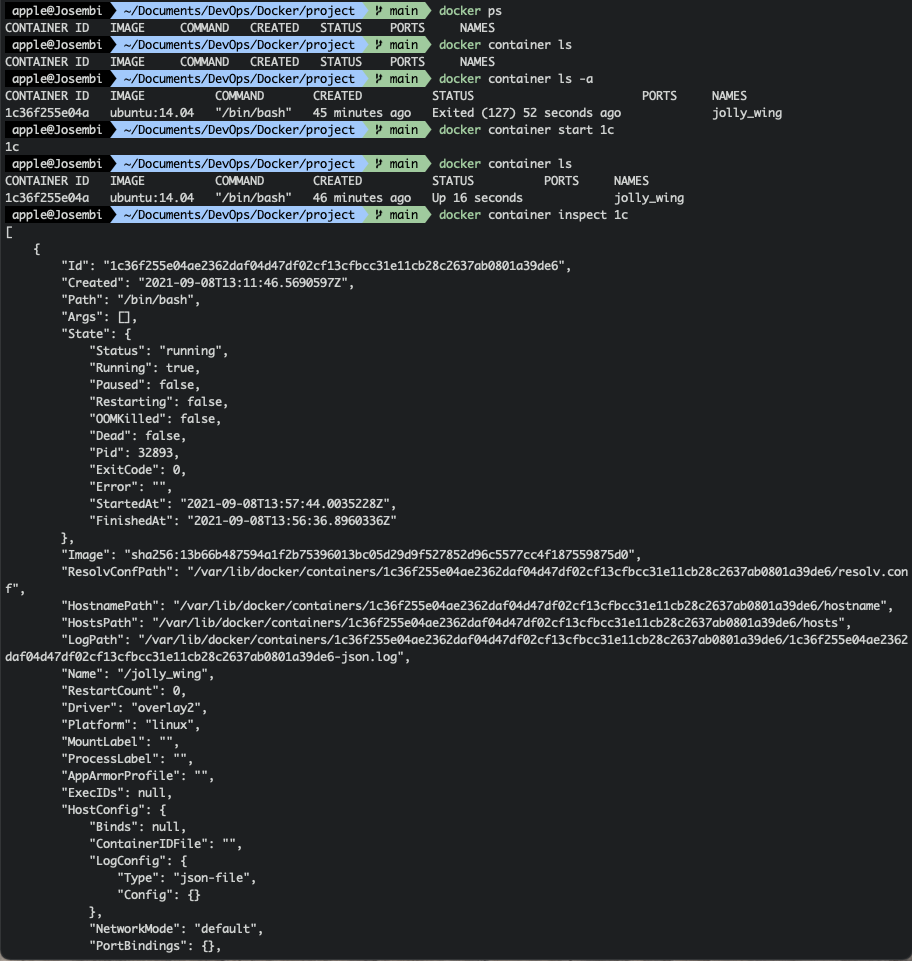 apple@Josembi ~/Documents/DevOps/Docker/project main docker ps
CONTAINER ID IMAGE COMMAND CREATED STATUS PORTS NAMES
apple@Josembi ~/Documents/DevOps/Docker/project main docker container ls
CONTAINER ID IMAGE COMMAND CREATED STATUS PORTS NAMES
apple@Josembi ~/Documents/DevOps/Docker/project main docker container ls -a
CONTAINER ID IMAGE COMMAND CREATED STATUS PORTS NAMES
1c36f255e04a ubuntu:14.04 "/bin/bash" 45 minutes ago Exited (127) 52 seconds ago jolly_wing
apple@Josembi ~/Documents/DevOps/Docker/project main docker container start 1c
1c
apple@Josembi ~/Documents/DevOps/Docker/project main docker container ls
CONTAINER ID IMAGE COMMAND CREATED STATUS PORTS NAMES
1c36f255e04a ubuntu:14.04 "/bin/bash" 46 minutes ago Up 16 seconds jolly_wing
apple@Josembi ~/Documents/DevOps/Docker/project main docker container inspect 1c
[
    {
        "Id": "1c36f255e04ae2362daf04d47df02cf13cfbcc31e11cb28c2637ab0801a39de6",
        "Created": "2021-09-08T13:11:46.5690597Z",
        "Path": "/bin/bash",
        "Args": [],
        "State": {
            "Status": "running",
            "Running": true,
            "Paused": false,
            "Restarting": false,
            "OOMKilled": false,
            "Dead": false,
            "Pid": 32893,
            "ExitCode": 0,
            "Error": "",
            "StartedAt": "2021-09-08T13:57:44.0035228Z",
            "FinishedAt": "2021-09-08T13:56:36.8960336Z"
        },
        "Image": "sha256:13b66b487594a1f2b75396013bc05d29d9f527852d96c5577cc4f187559875d0",
        "ResolvConfPath": "/var/lib/docker/containers/1c36f255e04ae2362daf04d47df02cf13cfbcc31e11cb28c2637ab0801a39de6/resolv.con
f",
        "HostnamePath": "/var/lib/docker/containers/1c36f255e04ae2362daf04d47df02cf13cfbcc31e11cb28c2637ab0801a39de6/hostname",
        "HostsPath": "/var/lib/docker/containers/1c36f255e04ae2362daf04d47df02cf13cfbcc31e11cb28c2637ab0801a39de6/hosts",
        "LogPath": "/var/lib/docker/containers/1c36f255e04ae2362daf04d47df02cf13cfbcc31e11cb28c2637ab0801a39de6/1c36f255e04ae2362
daf04d47df02cf13cfbcc31e11cb28c2637ab0801a39de6-json.log",
        "Name": "/jolly_wing",
        "RestartCount": 0,
        "Driver": "overlay2",
        "Platform": "linux",
        "MountLabel": "",
        "ProcessLabel": "",
        "AppArmorProfile": "",
        "ExecIDs": null,
        "HostConfig": {
            "Binds": null,
            "ContainerIDFile": "",
            "LogConfig": {
                "Type": "json-file",
                "Config": {}
            },
            "NetworkMode": "default",
            "PortBindings": {},